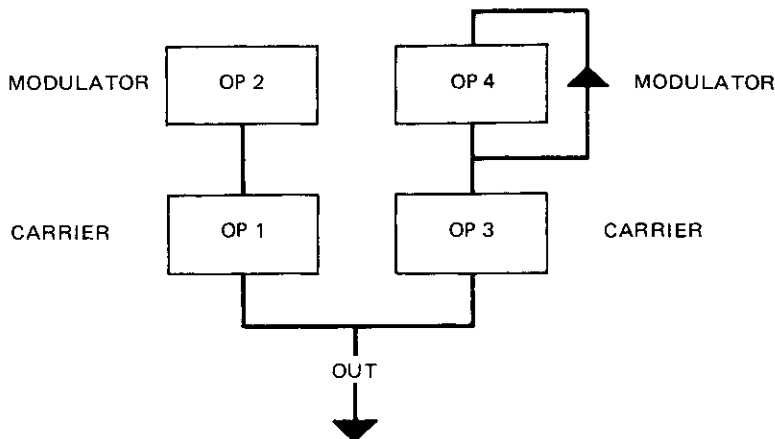 MODULATOR
OP 2
OP 4
MODULATOR
CARRIER
OP 1
OP 3
CARRIER
OUT